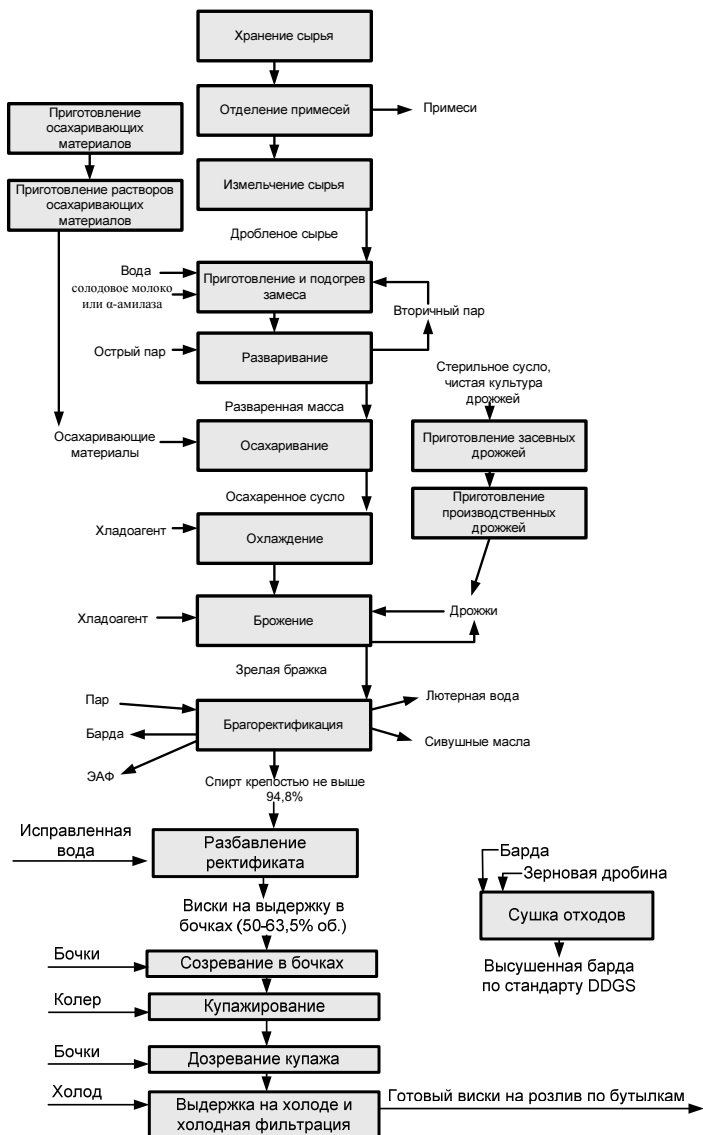 Хранение сырья
Отделение примесей
Примеси
Приготовление
осахаривающих
материалов
Измельчение сырья
Приготовление растворов
осахаривающих
материалов
Дробленое сырье
Вода
солодовое молоко
или α-амилаза
Приготовление и подогрев
замеса
Вторичный пар
Острый пар
Разваривание
Стерильное сусло,
чистая культура
дрожжей
Разваренная масса
Осахаривающие
материалы
Осахаривание
Приготовление засевных
дрожжей
Осахаренное сусло
Приготовление
производственных
дрожжей
Хладоагент
Охлаждение
Хладоагент
Брожение
Дрожжи
Зрелая бражка
Пар
Барда
ЭАФ
Брагоректификация
Лютерная вода
Сивушные масла
Спирт крепостью не выше
94,8%
Исправленная
вода
Разбавление
ректификата
Виски на выдержку в
бочках (50-63,5% об.)
Барда
Зерновая дробина
Сушка отходов
Высушенная барда
по стандарту DDGS
Бочки
Созревание в бочках
Колер
Купажирование
Бочки
Дозревание купажа
Холод
Выдержка на холоде и
холодная фильтрация
Готовый виски на розлив по бутылкам